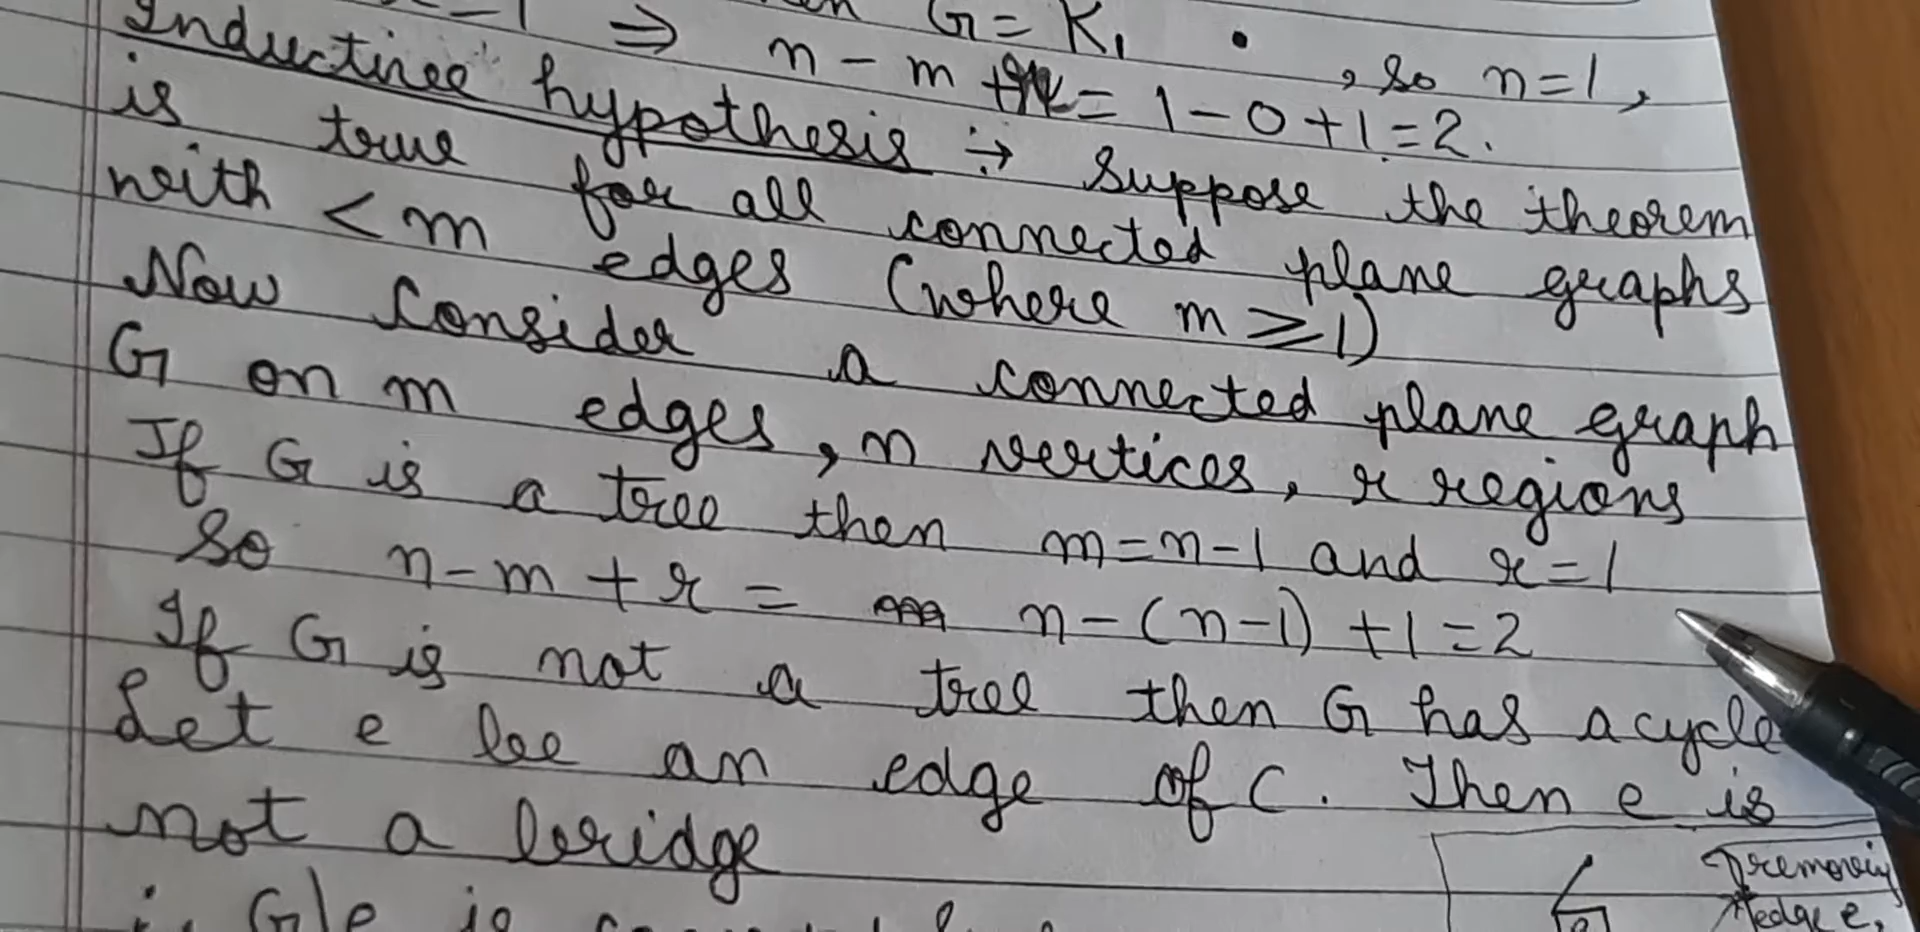 G = K₁ • , so n=1,
⇒ n - m + r = 1 - 0 + 1 = 2.
Inductive hypothesis :→ Suppose the theorem
is true for all connected plane graphs
with < m edges (where m ≥ 1)
Now Consider a connected plane graph
G on m edges, n vertices, r regions
If G is a tree then m = n - 1 and r = 1
So n - m + r = n - (n - 1) + 1 = 2
If G is not a tree then G has a cycle
Let e be an edge of C. Then e is
not a bridge
G|e is
removing
edge e,